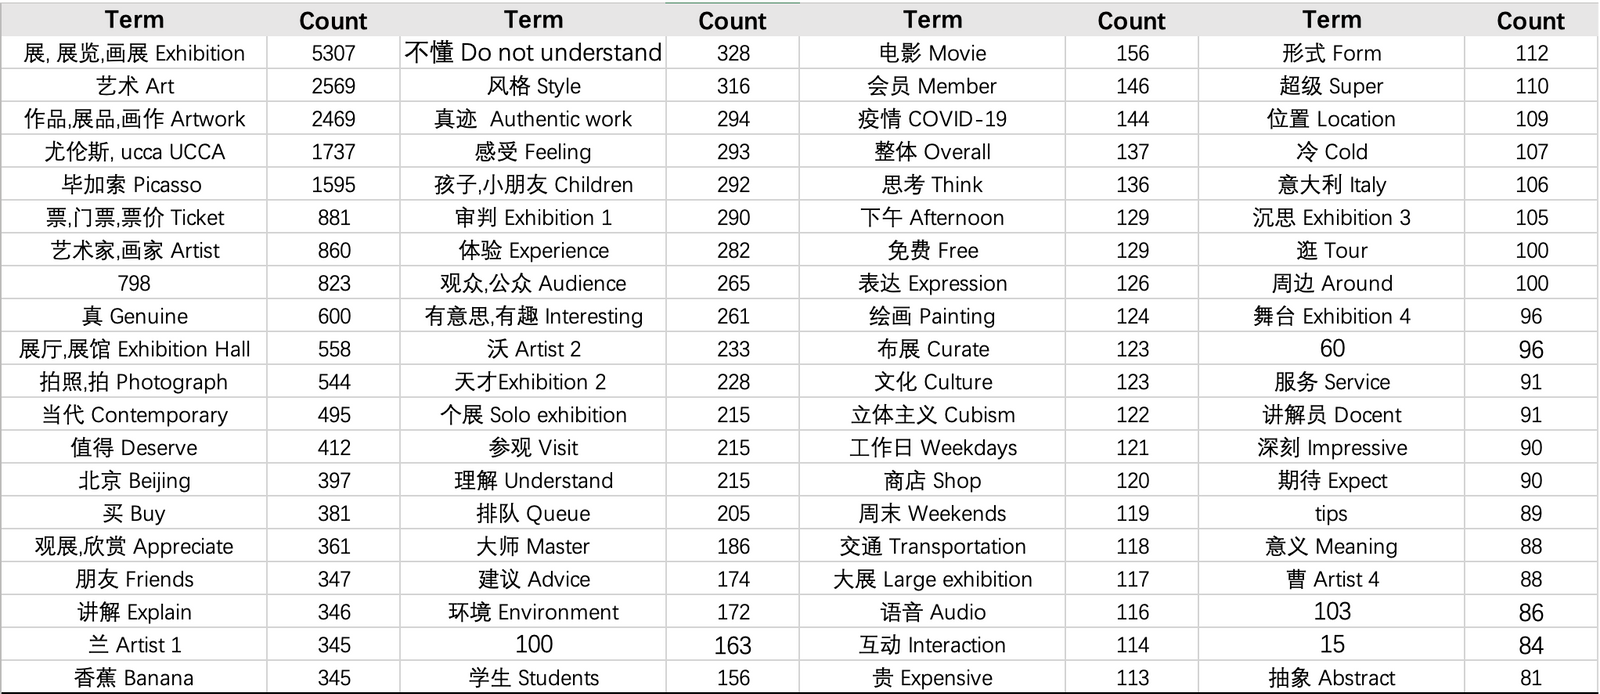 Term Count Term Count Term Count Term Count
展, 展览,画展 Exhibition 5307 不懂 Do not understand 328 电影 Movie 156 形式 Form 112
艺术 Art 2569 风格 Style 316 会员 Member 146 超级 Super 110
作品,展品,画作 Artwork 2469 真迹 Authentic work 294 疫情 COVID-19 144 位置 Location 109
尤伦斯, ucca UCCA 1737 感受 Feeling 293 整体 Overall 137 冷 Cold 107
毕加索 Picasso 1595 孩子,小朋友 Children 292 思考 Think 136 意大利 Italy 106
票,门票,票价 Ticket 881 审判 Exhibition 1 290 下午 Afternoon 129 沉思 Exhibition 3 105
艺术家,画家 Artist 860 体验 Experience 282 免费 Free 129 逛 Tour 100
798 823 观众,公众 Audience 265 表达 Expression 126 周边 Around 100
真 Genuine 600 有意思,有趣 Interesting 261 绘画 Painting 124 舞台 Exhibition 4 96
展厅,展馆 Exhibition Hall 558 沃 Artist 2 233 布展 Curate 123 60 96
拍照,拍 Photograph 544 天才Exhibition 2 228 文化 Culture 123 服务 Service 91
当代 Contemporary 495 个展 Solo exhibition 215 立体主义 Cubism 122 讲解员 Docent 91
值得 Deserve 412 参观 Visit 215 工作日 Weekdays 121 深刻 Impressive 90
北京 Beijing 397 理解 Understand 215 商店 Shop 120 期待 Expect 90
买 Buy 381 排队 Queue 205 周末 Weekends 119 tips 89
观展,欣赏 Appreciate 361 大师 Master 186 交通 Transportation 118 意义 Meaning 88
朋友 Friends 347 建议 Advice 174 大展 Large exhibition 117 曹 Artist 4 88
讲解 Explain 346 环境 Environment 172 语音 Audio 116 103 86
兰 Artist 1 345 100 163 互动 Interaction 114 15 84
香蕉 Banana 345 学生 Students 156 贵 Expensive 113 抽象 Abstract 81